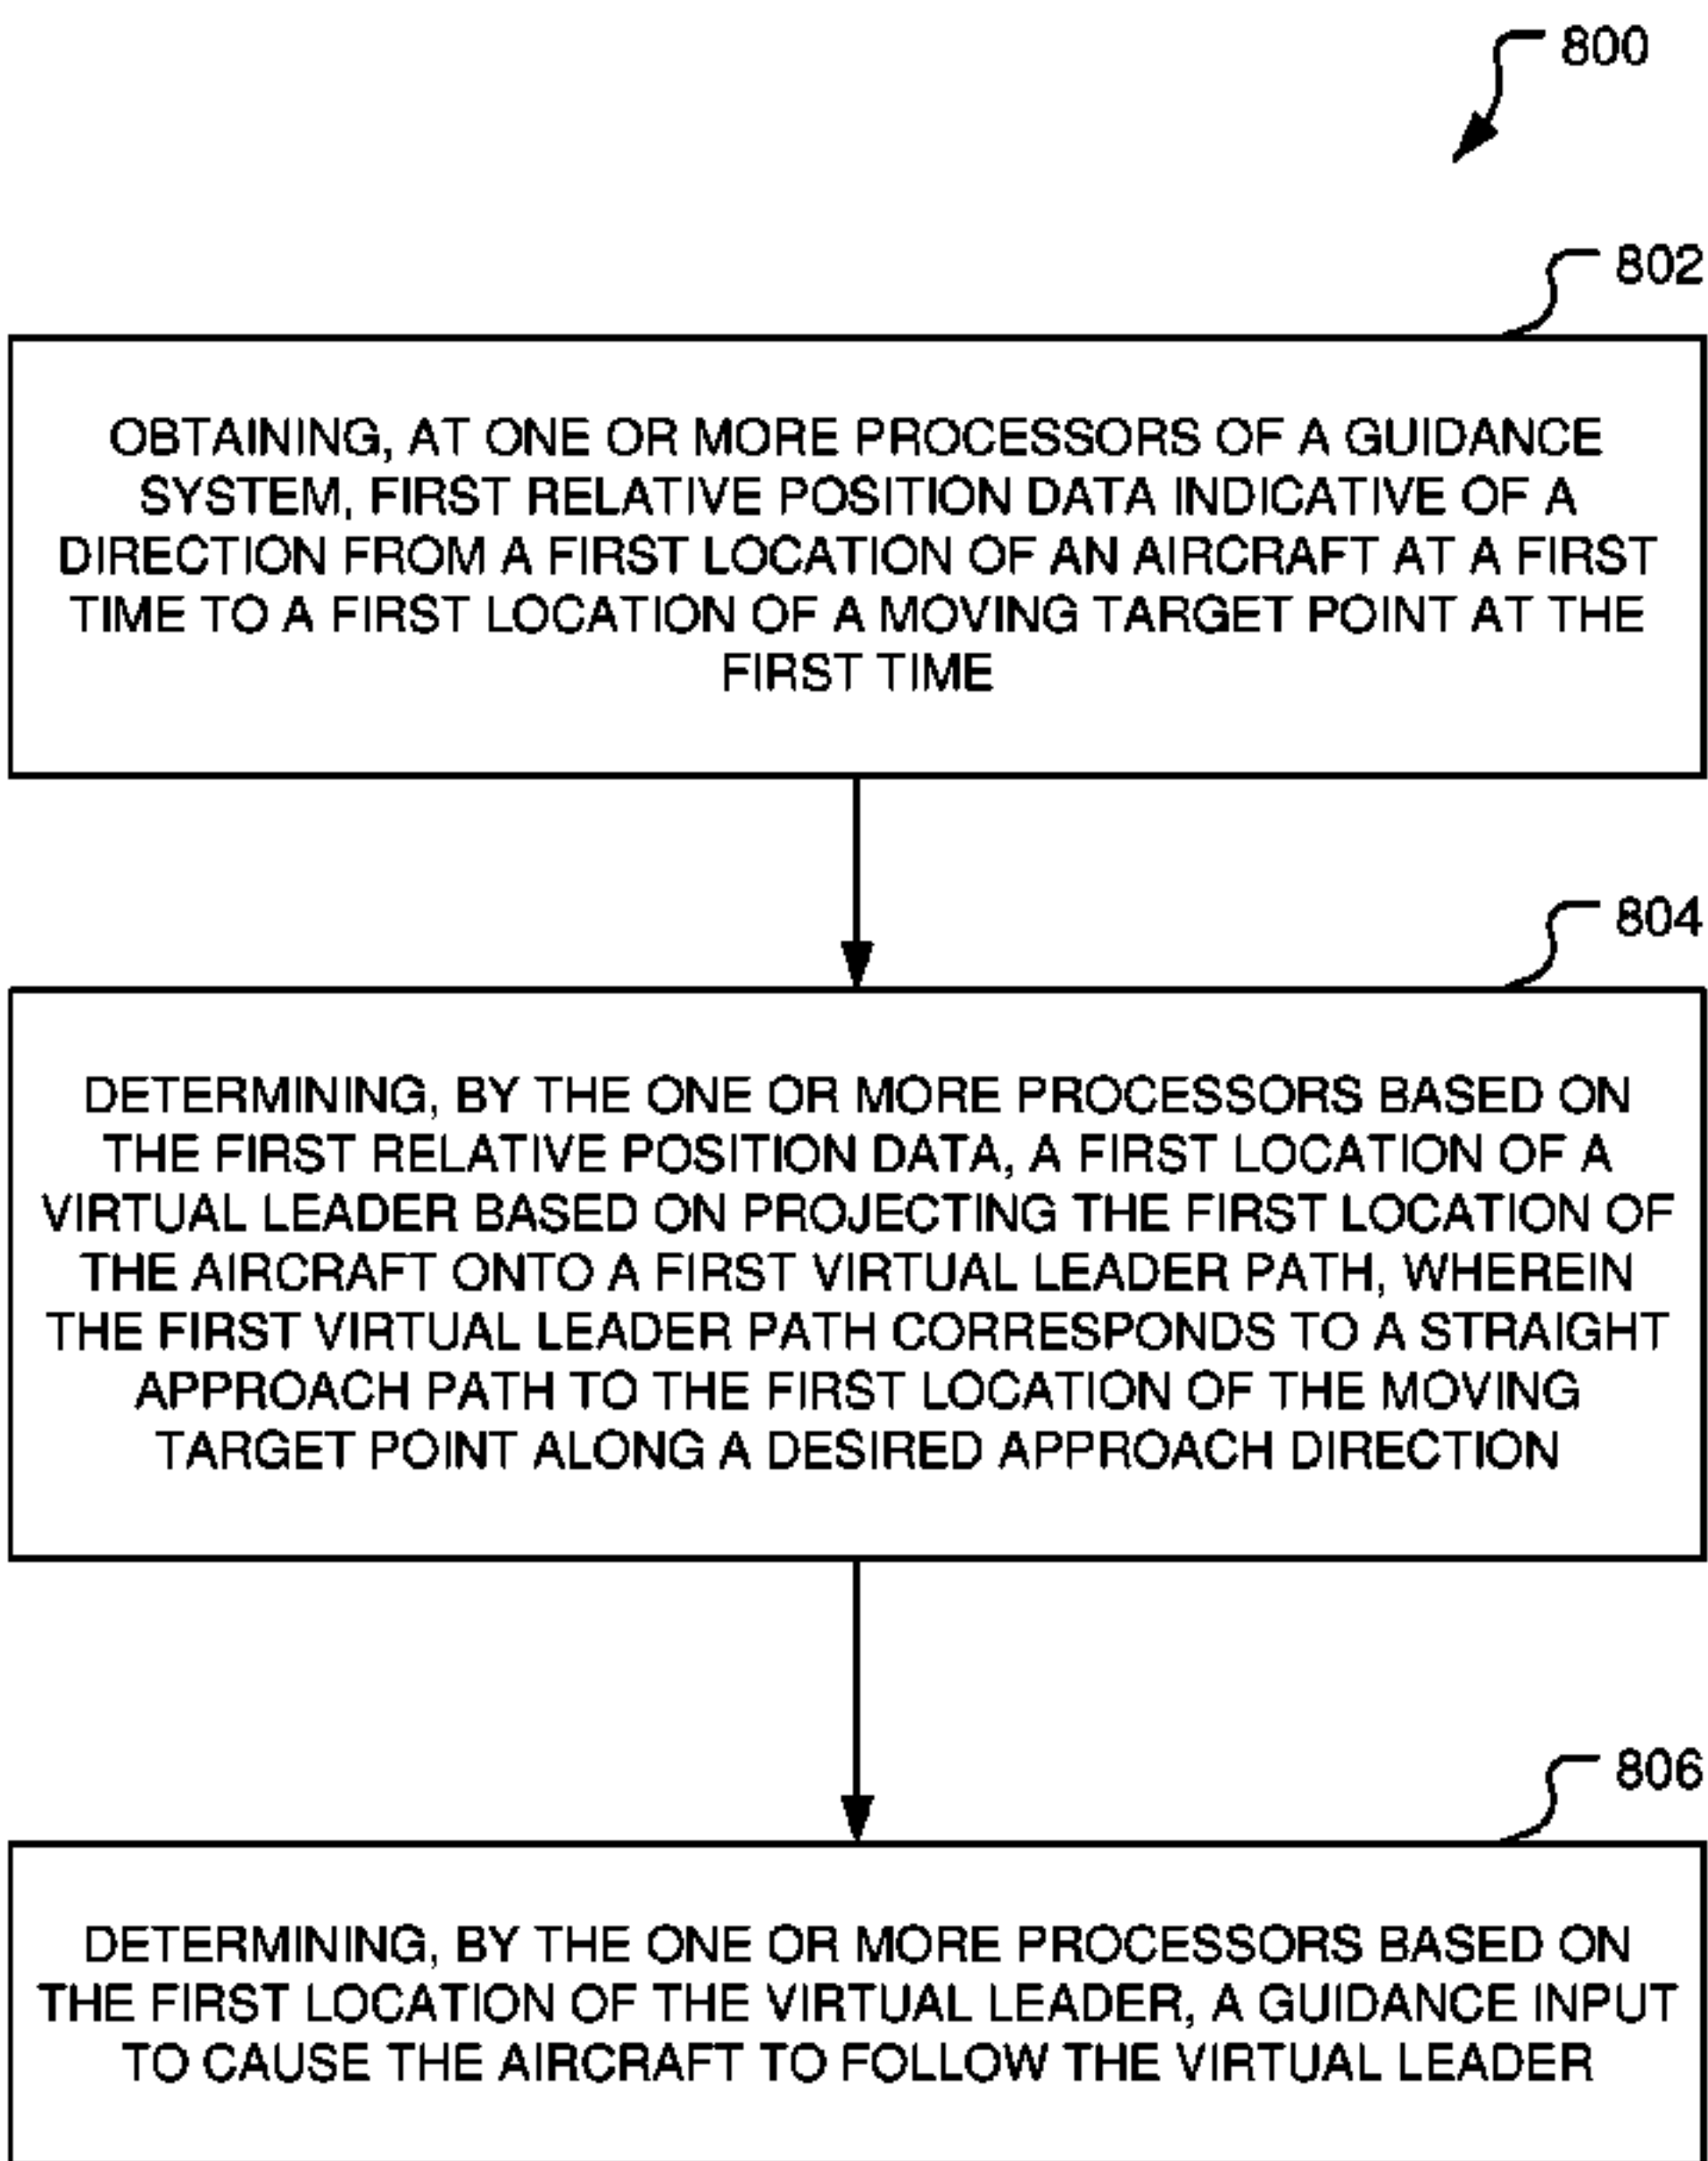 800
802
OBTAINING, AT ONE OR MORE PROCESSORS OF A GUIDANCE
SYSTEM, FIRST RELATIVE POSITION DATA INDICATIVE OF A
DIRECTION FROM A FIRST LOCATION OF AN AIRCRAFT AT A FIRST
TIME TO A FIRST LOCATION OF A MOVING TARGET POINT AT THE
FIRST TIME
804
DETERMINING, BY THE ONE OR MORE PROCESSORS BASED ON
THE FIRST RELATIVE POSITION DATA, A FIRST LOCATION OF A
VIRTUAL LEADER BASED ON PROJECTING THE FIRST LOCATION OF
THE AIRCRAFT ONTO A FIRST VIRTUAL LEADER PATH, WHEREIN
THE FIRST VIRTUAL LEADER PATH CORRESPONDS TO A STRAIGHT
APPROACH PATH TO THE FIRST LOCATION OF THE MOVING
TARGET POINT ALONG A DESIRED APPROACH DIRECTION
806
DETERMINING, BY THE ONE OR MORE PROCESSORS BASED ON
THE FIRST LOCATION OF THE VIRTUAL LEADER, A GUIDANCE INPUT
TO CAUSE THE AIRCRAFT TO FOLLOW THE VIRTUAL LEADER